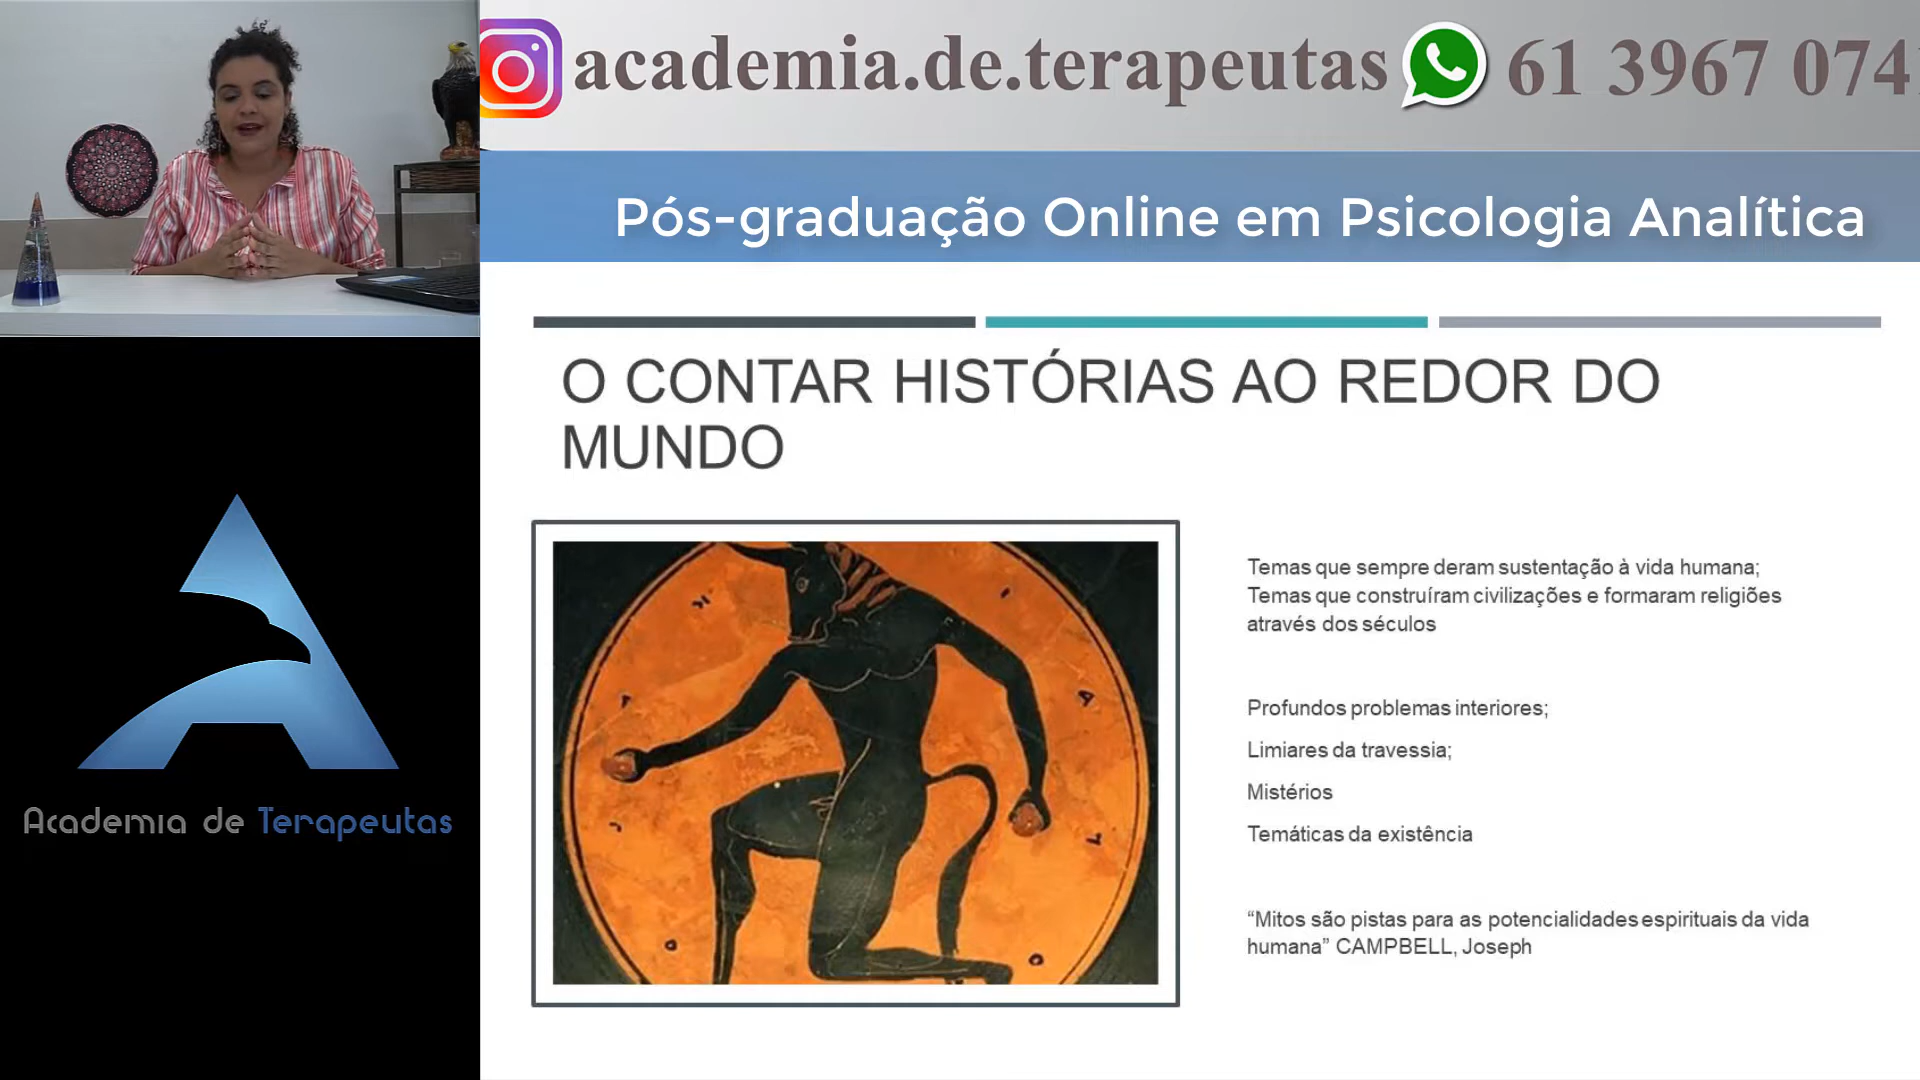 academia.de.terapeutas 61 3967 074
Pós-graduação Online em Psicologia Analítica
O CONTAR HISTÓRIAS AO REDOR DO
MUNDO
Temas que sempre deram sustentação à vida humana;
Temas que construíram civilizações e formaram religiões
através dos séculos
Profundos problemas interiores;
Limiares da travessia;
Mistérios
Temáticas da existência
“Mitos são pistas para as potencialidades espirituais da vida
humana” CAMPBELL, Joseph
Academia de Terapeutas